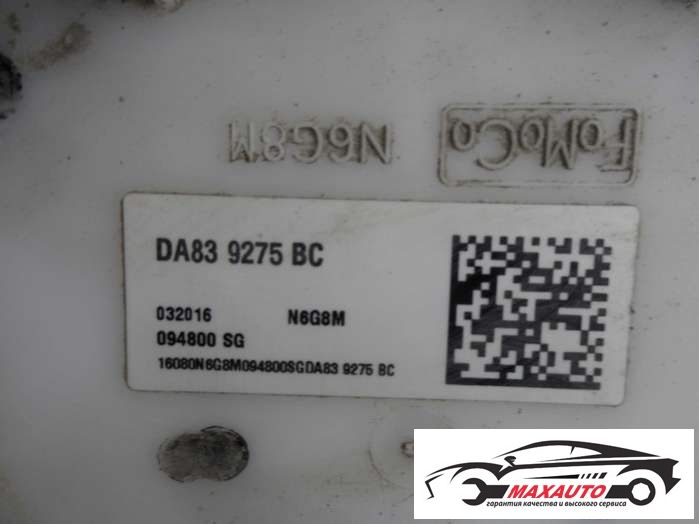 N6G8M FoMoCo
DA83 9275 BC
032016 N6G8M
094800 SG
16080N6G8M094800SGDA83 9275 BC
MAXAUTO
гарантия качества и высокого сервиса